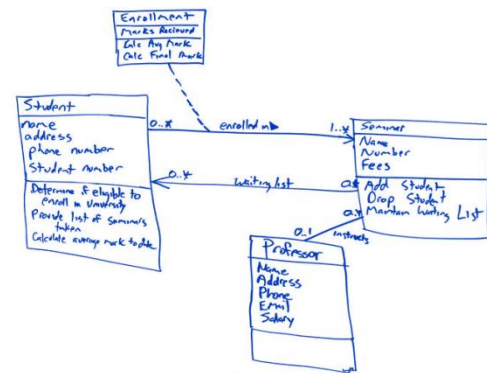 Enrollment
Marks Recieved
Calc Avg Mark
Calc Final Mark
Student
name
address
phone number
Student number
Determine if eligible to
enroll in University
Provide list of Seminars
taken
Calculate average mark to date
0..*
enrolled in
1..*
0..*
waiting list
0..*
Seminar
Name
Number
Fees
Add Student
Drop Student
Maintain Waiting List
0..*
instructs
0..1
Professor
Name
Address
Phone
Email
Salary